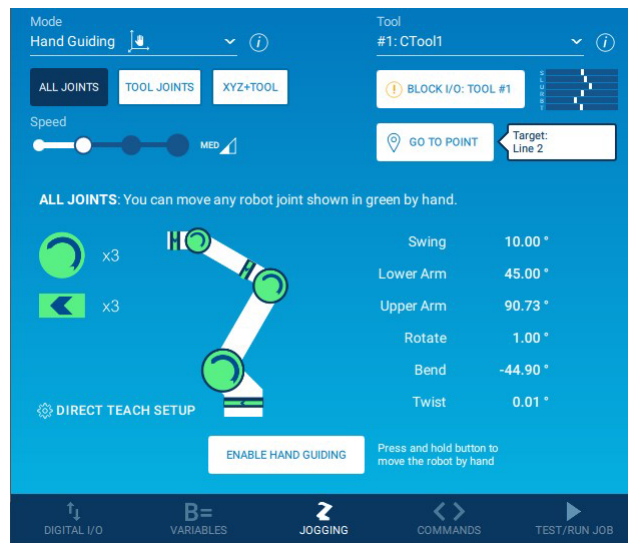 Mode
Hand Guiding
Tool
#1: CTool1
ALL JOINTS
TOOL JOINTS
XYZ+TOOL
BLOCK I/O: TOOL #1
S
L
U
R
B
T
Speed
MED
GO TO POINT
Target:
Line 2
ALL JOINTS: You can move any robot joint shown in green by hand.
x3
x3
Swing 10.00 °
Lower Arm 45.00 °
Upper Arm 90.73 °
Rotate 1.00 °
Bend -44.90 °
Twist 0.01 °
DIRECT TEACH SETUP
ENABLE HAND GUIDING
Press and hold button to
move the robot by hand
DIGITAL I/O
B=
VARIABLES
JOGGING
COMMANDS
TEST/RUN JOB